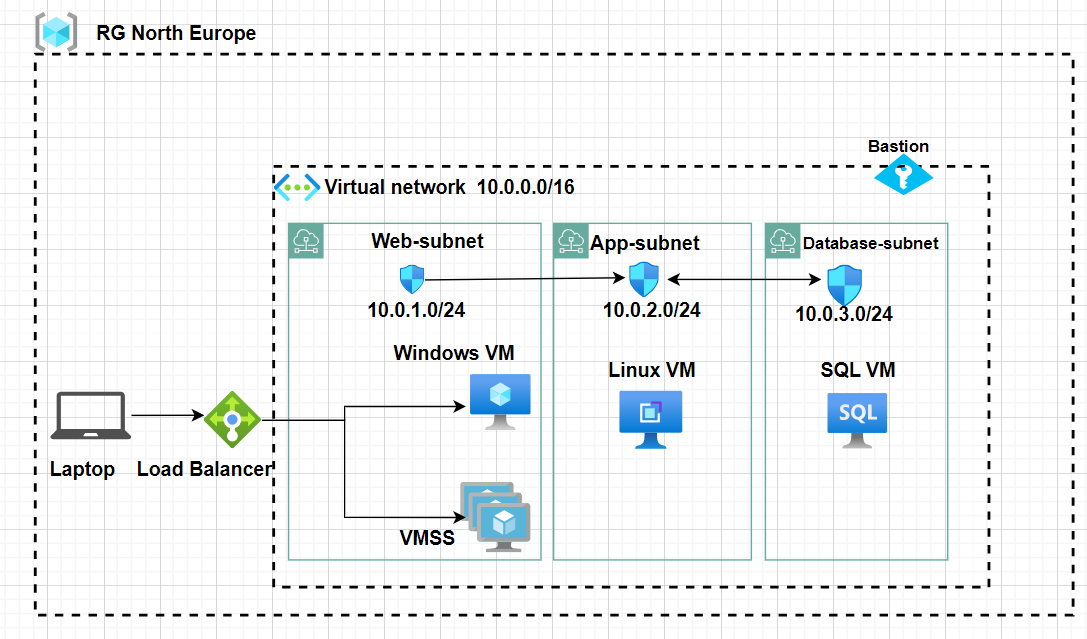 RG North Europe
Bastion
Virtual network 10.0.0.0/16
Web-subnet
App-subnet
Database-subnet
10.0.1.0/24
10.0.2.0/24
10.0.3.0/24
Windows VM
Linux VM
SQL VM
SQL
Laptop
Load Balancer
VMSS